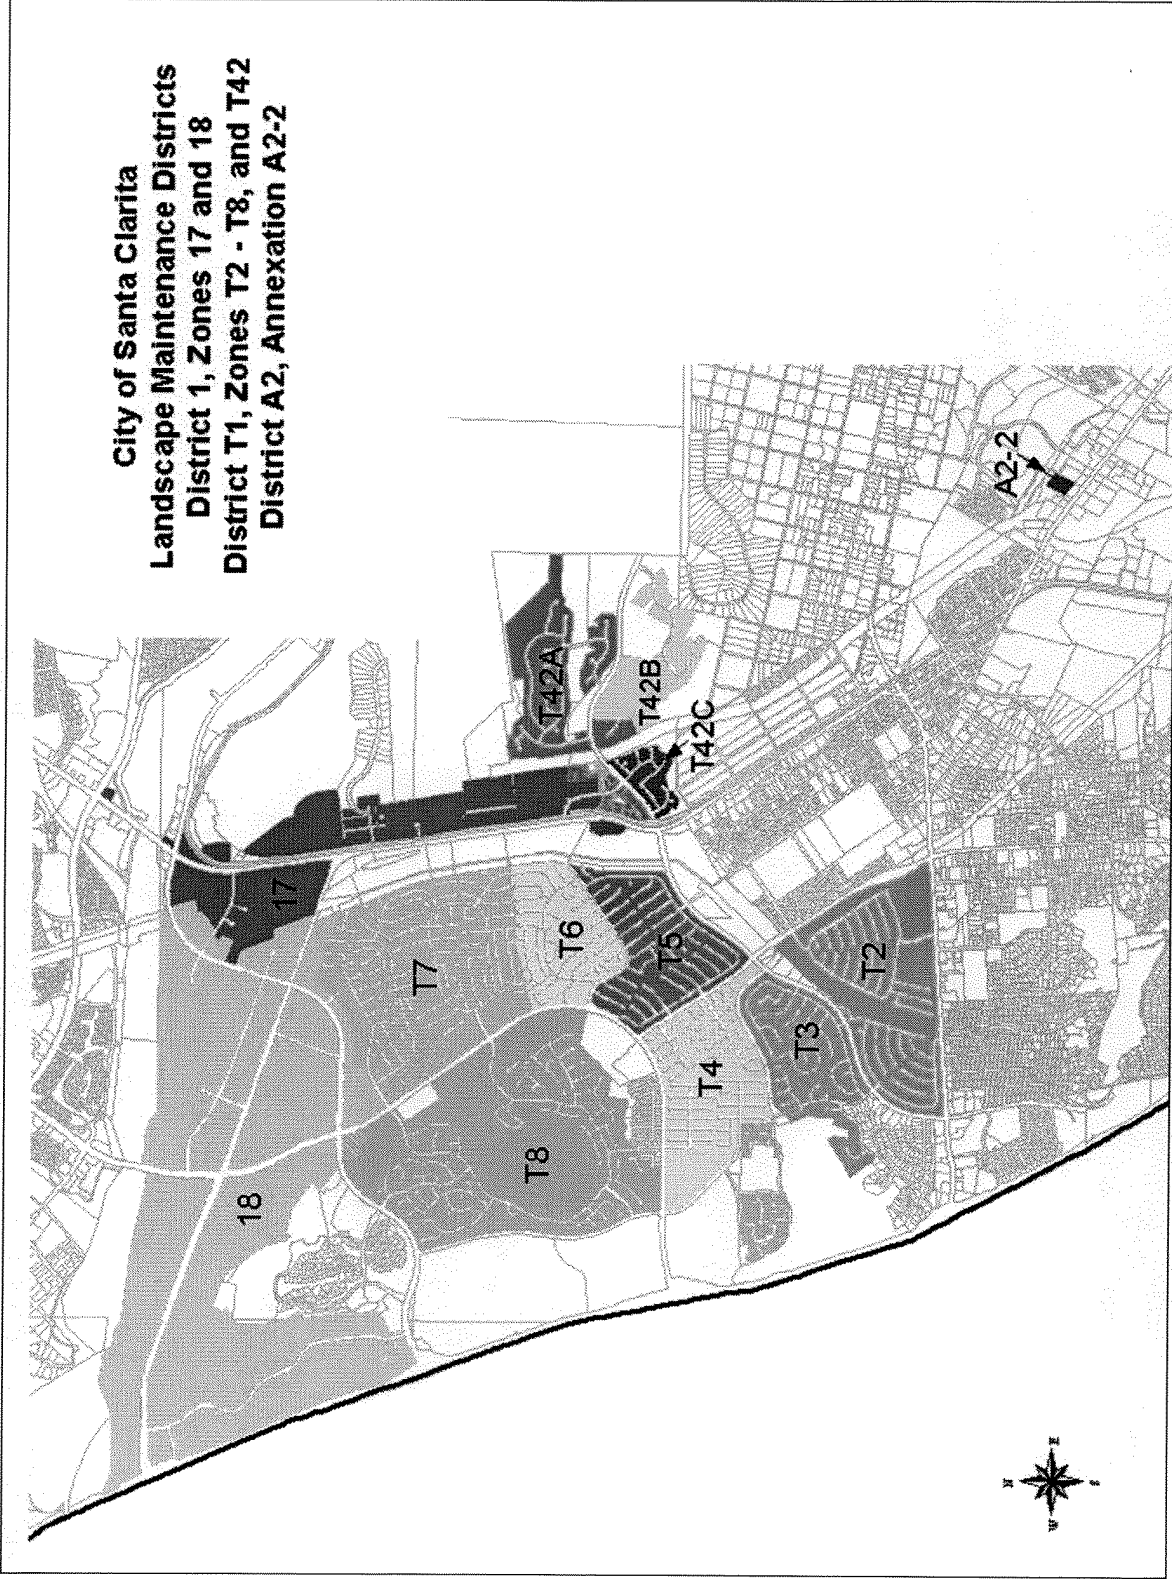 City of Santa Clarita
Landscape Maintenance Districts
District 1, Zones 17 and 18
District T1, Zones T2 - T8, and T42
District A2, Annexation A2-2
17
18
T7
T8
T6
T5
T4
T3
T2
T42A
T42B
T42C
A2-2
N
W
E
S